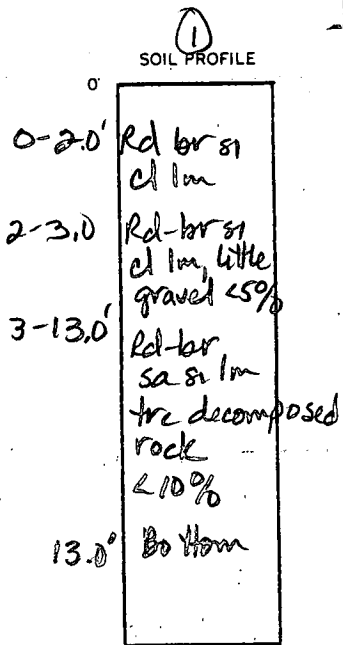 1
SOIL PROFILE
0'
0-2.0' Rd br si
cl lm
2-3.0 Rd-br si
cl lm, little
gravel <5%
3-13.0' Rd-br
sa si lm
trc decomposed
rock
<10%
13.0' Bottom